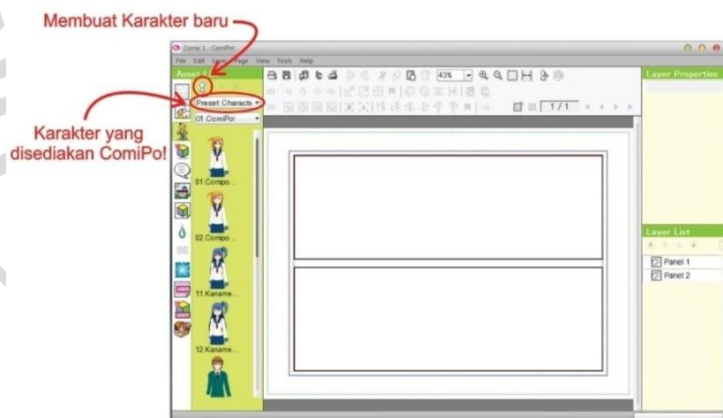 Membuat Karakter baru
Comic 1 - ComiPo!
File Edit Page View Tools Help
43%
Layer Properties
Preset Charact
1/1
01.ComiPo!
Karakter yang
disediakan ComiPo!
01.Compo...
02.Compo...
11.Kaname...
12.Kaname...
Layer List
Panel 1
Panel 2